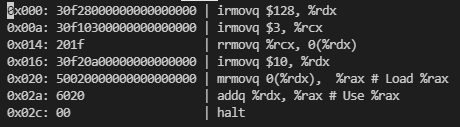 0x000: 30f28000000000000000 | irmovq $128, %rdx
0x00a: 30f10300000000000000 | irmovq $3, %rcx
0x014: 201f | rrmovq %rcx, 0(%rdx)
0x016: 30f20a00000000000000 | irmovq $10, %rdx
0x020: 50020000000000000000 | mrmovq 0(%rdx), %rax # Load %rax
0x02a: 6020 | addq %rdx, %rax # Use %rax
0x02c: 00 | halt